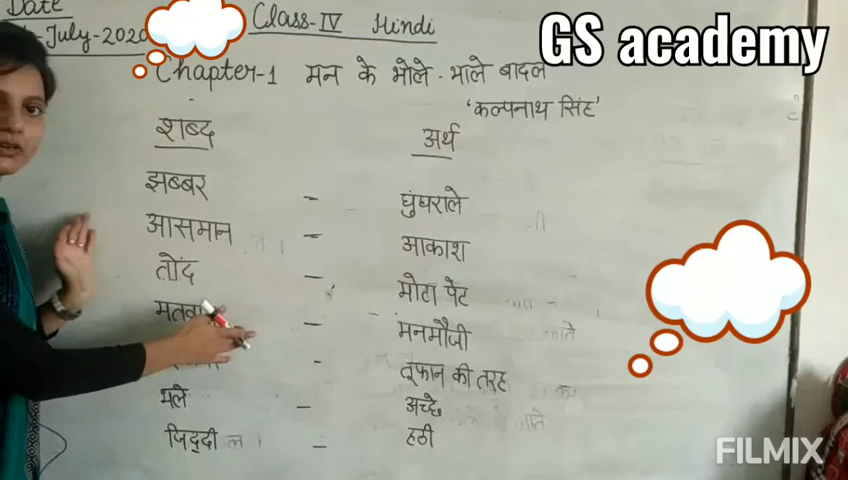 Date
-July-2020
Class-IV Hindi
GS academy
Chapter-1 मन के भोले-भाले बादल
'कल्पनाथ सिंह'
शब्द अर्थ
झब्बर - घुंघराले
आसमान - आकाश
तोंद - मोटा पेट
- मनमौजी
- तूफान की तरह
भले - अच्छे
जिद्दी - हठी
FILMIX